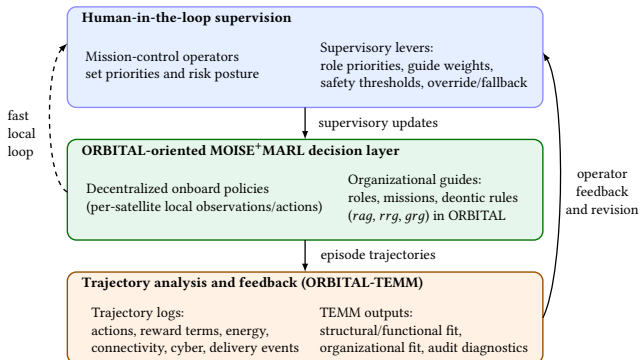 Human-in-the-loop supervision
Mission-control operators
set priorities and risk posture
Supervisory levers:
role priorities, guide weights,
safety thresholds, override/fallback
fast
local
loop
supervisory updates
ORBITAL-oriented MOISE+MARL decision layer
Decentralized onboard policies
(per-satellite local observations/actions)
Organizational guides:
roles, missions, deontic rules
(rag, rrg, grg) in ORBITAL
operator
feedback
and revision
episode trajectories
Trajectory analysis and feedback (ORBITAL-TEMM)
Trajectory logs:
actions, reward terms, energy,
connectivity, cyber, delivery events
TEMM outputs:
structural/functional fit,
organizational fit, audit diagnostics